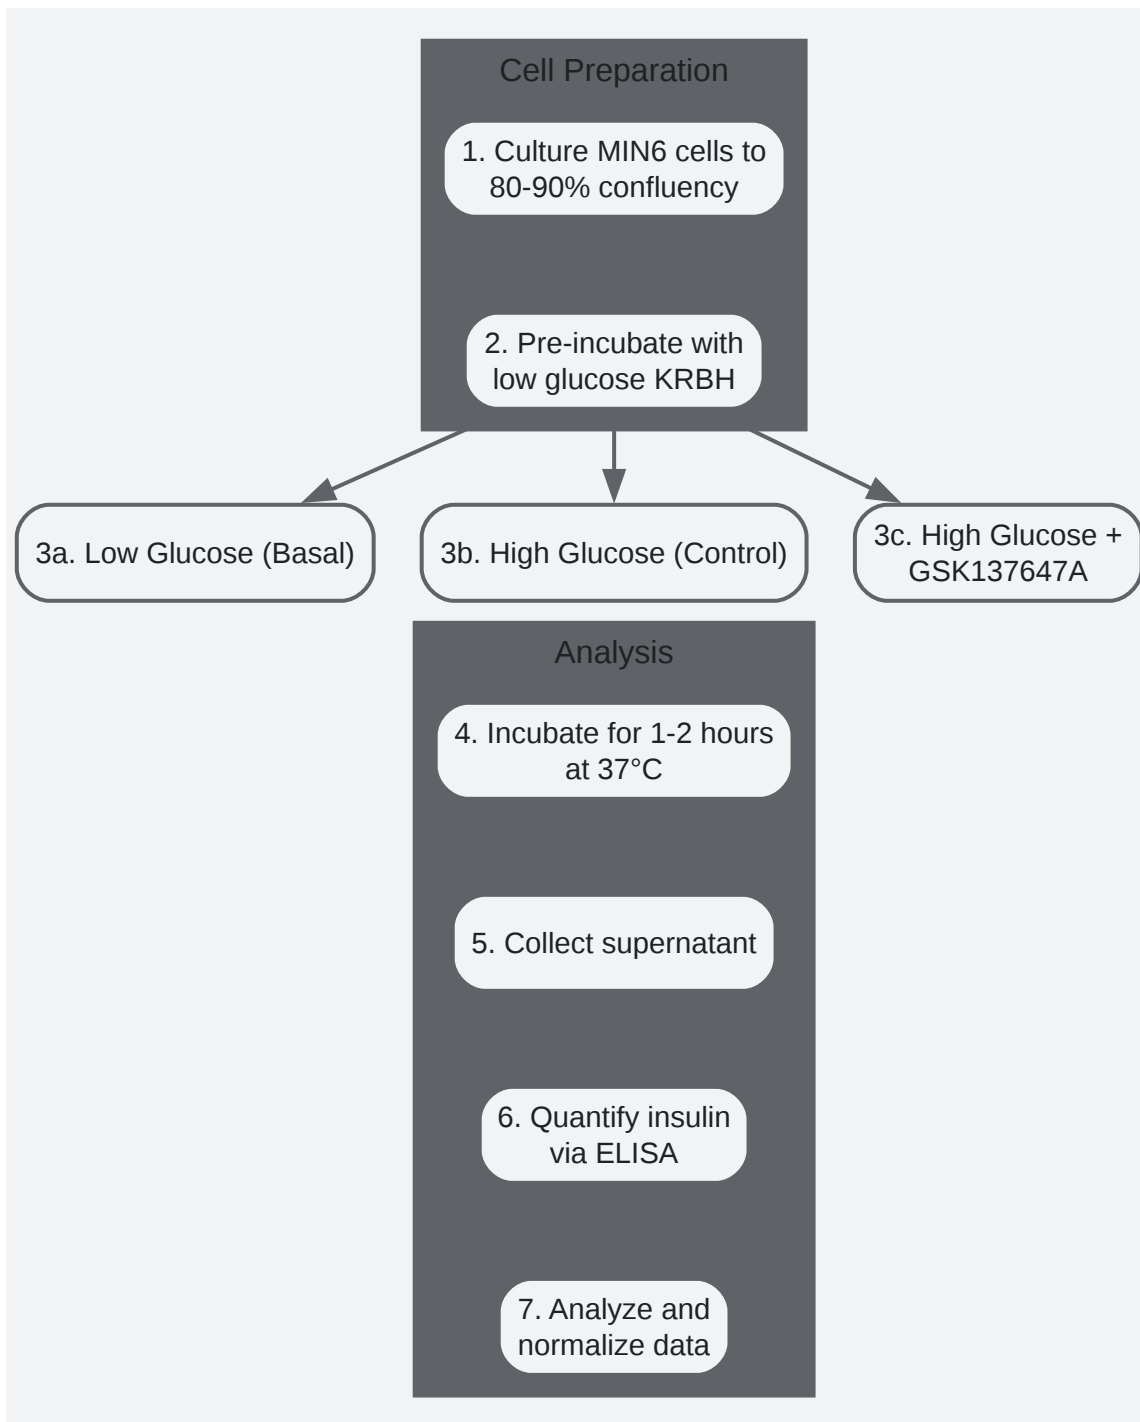 Cell Preparation
1. Culture MIN6 cells to
80-90% confluency
2. Pre-incubate with
low glucose KRBH
3a. Low Glucose (Basal)
3b. High Glucose (Control)
3c. High Glucose +
GSK137647A
Analysis
4. Incubate for 1-2 hours
at 37°C
5. Collect supernatant
6. Quantify insulin
via ELISA
7. Analyze and
normalize data